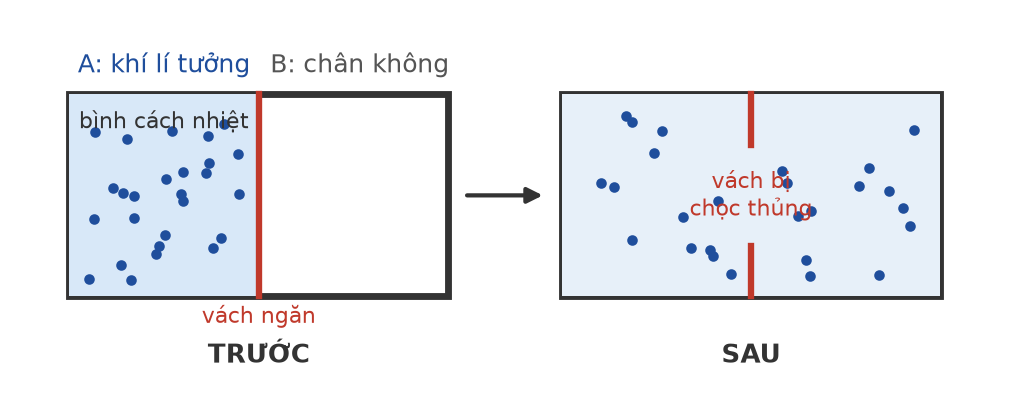 A: khí lí tưởng
B: chân không
bình cách nhiệt
vách bị
chọc thủng
vách ngăn
TRƯỚC
SAU